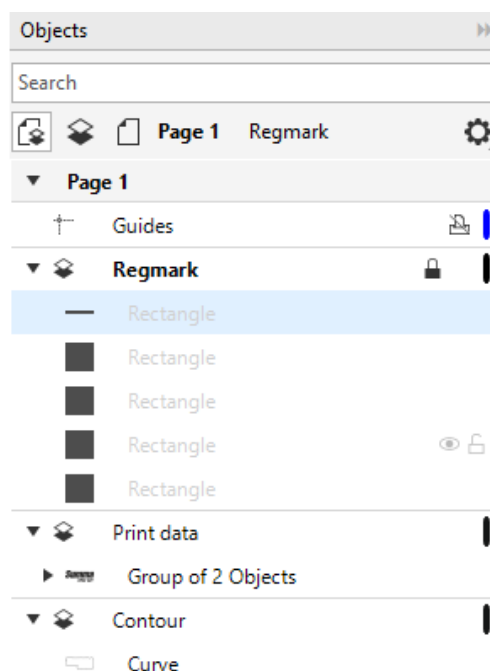 Objects
Search
Page 1 Regmark
Page 1
Guides
Regmark
Rectangle
Rectangle
Rectangle
Rectangle
Rectangle
Print data
Group of 2 Objects
Contour
Curve